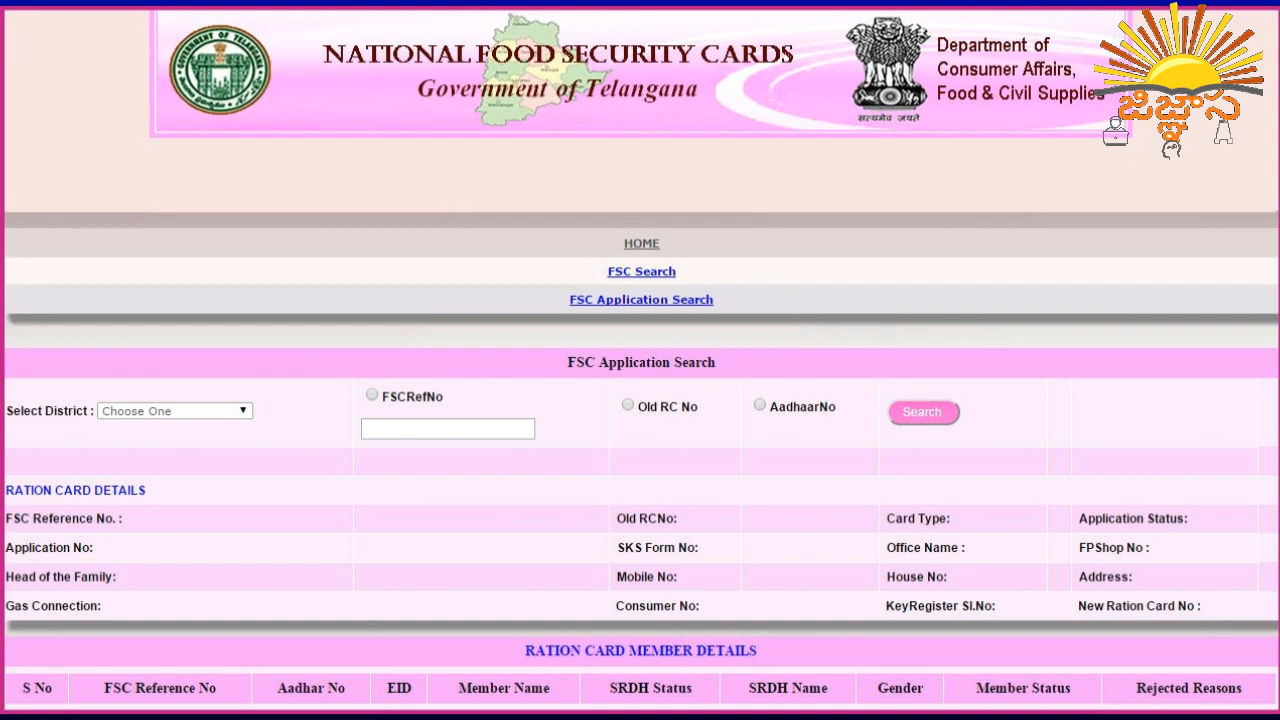 GOVERNMENT OF TELANGANA
NATIONAL FOOD SECURITY CARDS
Government of Telangana
सत्यमेव जयते
Department of
Consumer Affairs,
Food & Civil Supplies
జిజ్ఞాస
HOME
FSC Search
FSC Application Search
FSC Application Search
Select District : Choose One
FSCRefNo
Old RC No
AadhaarNo
Search
RATION CARD DETAILS
FSC Reference No. : Old RCNo: Card Type: Application Status:
Application No: SKS Form No: Office Name : FPShop No :
Head of the Family: Mobile No: House No: Address:
Gas Connection: Consumer No: KeyRegister Sl.No: New Ration Card No :
RATION CARD MEMBER DETAILS
S No FSC Reference No Aadhar No EID Member Name SRDH Status SRDH Name Gender Member Status Rejected Reasons